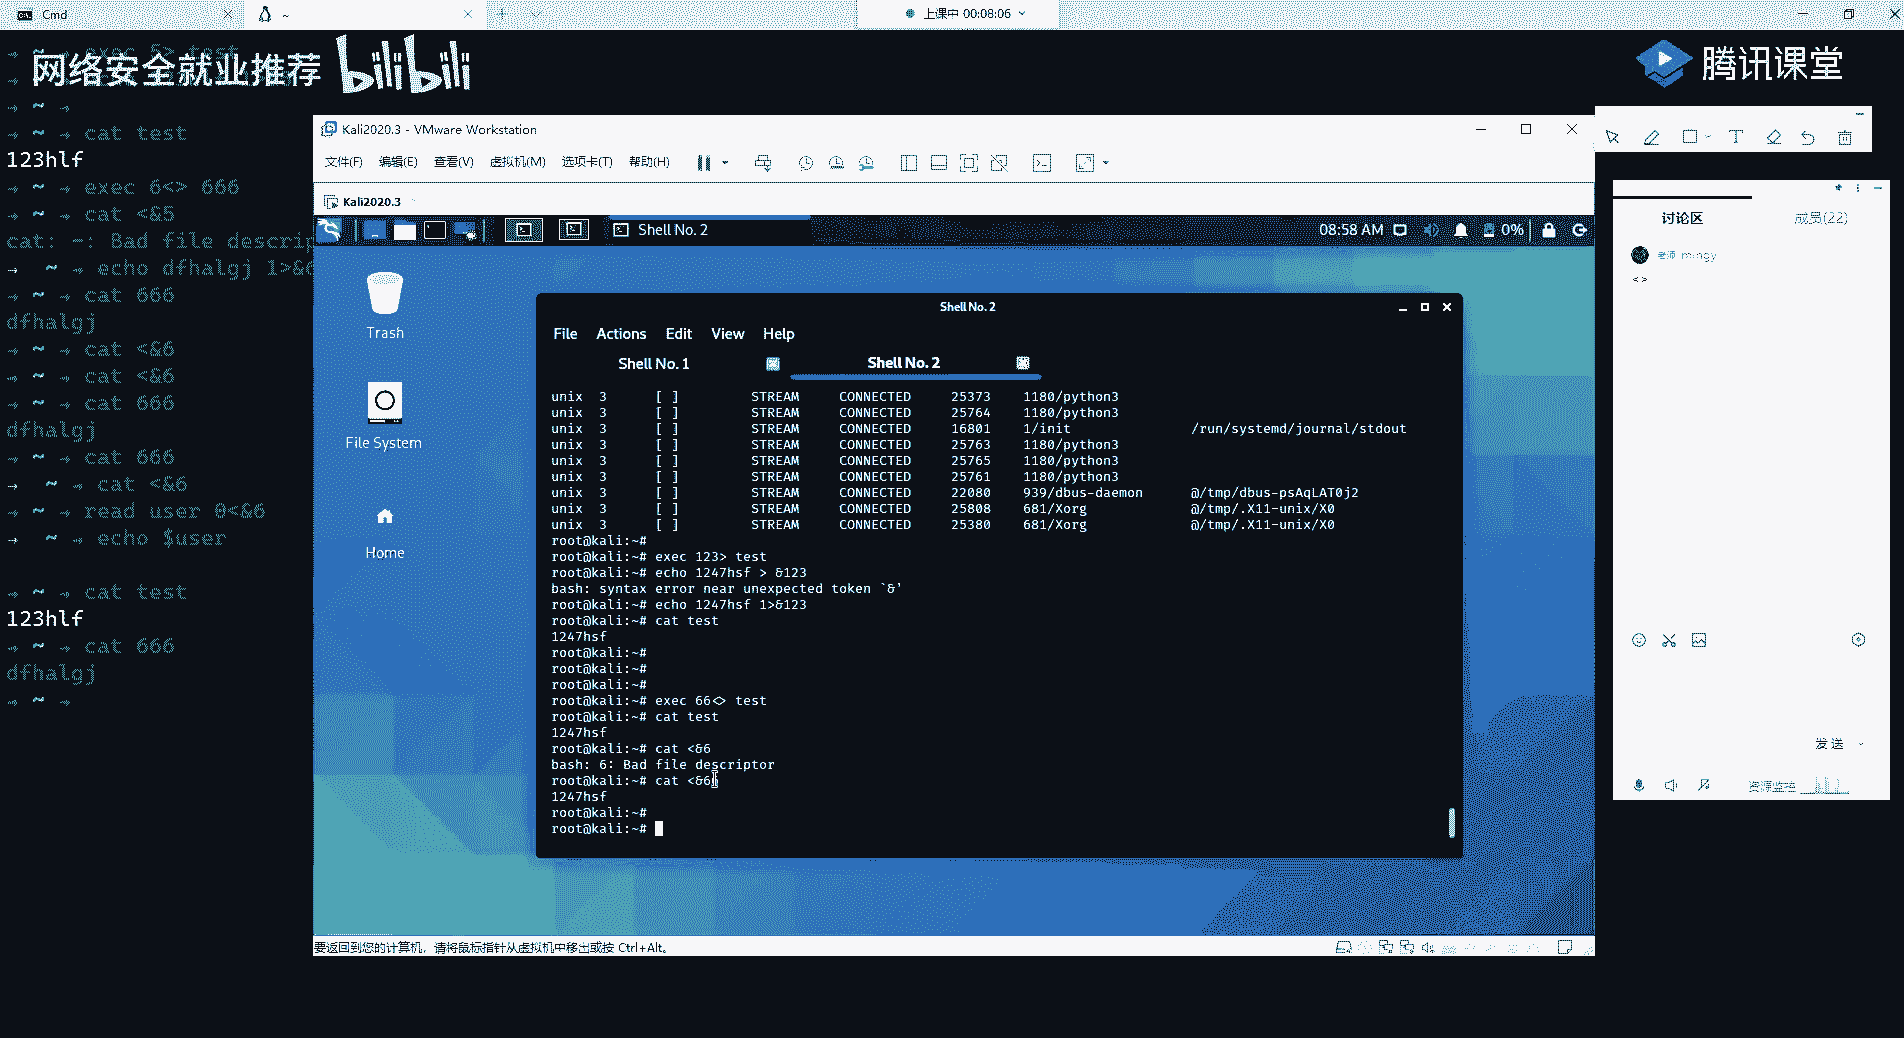 Cmd
~
上课中 00:08:06
→ ~ → exec 5> test
网络安全就业推荐 bilibili
腾讯课堂
→ ~ →
→ ~ → cat test
123hlf
→ ~ → exec 6<> 666
→ ~ → cat <&5
cat: -: Bad file descrip
→ ~ → echo dfhalgj 1>&6
→ ~ → cat 666
dfhalgj
→ ~ → cat <&6
→ ~ → cat <&6
→ ~ → cat 666
dfhalgj
→ ~ → cat 666
→ ~ → cat <&6
→ ~ → read user 0<&6
→ ~ → echo $user
→ ~ → cat test
123hlf
→ ~ → cat 666
dfhalgj
→ ~ →
Kali2020.3 - VMware Workstation
文件(F) 编辑(E) 查看(V) 虚拟机(M) 选项卡(T) 帮助(H)
Kali2020.3
Shell No. 2
08:58 AM 0%
Trash
File System
Home
Shell No. 2
File Actions Edit View Help
Shell No. 1 Shell No. 2
unix 3 [ ] STREAM CONNECTED 25373 1180/python3
unix 3 [ ] STREAM CONNECTED 25764 1180/python3
unix 3 [ ] STREAM CONNECTED 16801 1/init /run/systemd/journal/stdout
unix 3 [ ] STREAM CONNECTED 25763 1180/python3
unix 3 [ ] STREAM CONNECTED 25765 1180/python3
unix 3 [ ] STREAM CONNECTED 25761 1180/python3
unix 3 [ ] STREAM CONNECTED 22080 939/dbus-daemon @/tmp/dbus-psAqLAT0j2
unix 3 [ ] STREAM CONNECTED 25808 681/Xorg @/tmp/.X11-unix/X0
unix 3 [ ] STREAM CONNECTED 25380 681/Xorg @/tmp/.X11-unix/X0
root@kali:~#
root@kali:~# exec 123> test
root@kali:~# echo 1247hsf > &123
bash: syntax error near unexpected token `&'
root@kali:~# echo 1247hsf 1>&123
root@kali:~# cat test
1247hsf
root@kali:~#
root@kali:~#
root@kali:~#
root@kali:~# exec 66<> test
root@kali:~# cat test
1247hsf
root@kali:~# cat <&6
bash: 6: Bad file descriptor
root@kali:~# cat <&66
1247hsf
root@kali:~#
root@kali:~#
要返回到您的计算机，请将鼠标指针从虚拟机中移出或按 Ctrl+Alt。
讨论区 成员(22)
老师 mingy
<>
发送
资源监控